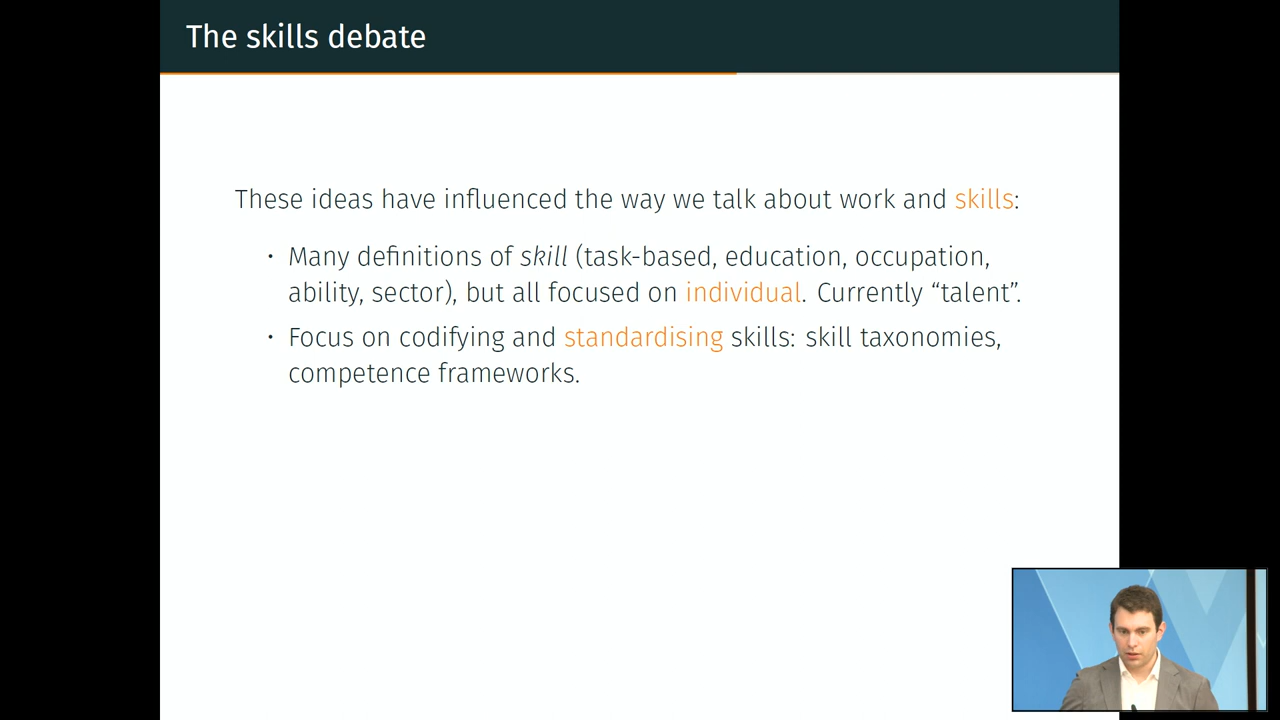 The skills debate
These ideas have influenced the way we talk about work and skills:
• Many definitions of skill (task-based, education, occupation,
ability, sector), but all focused on individual. Currently “talent”.
• Focus on codifying and standardising skills: skill taxonomies,
competence frameworks.